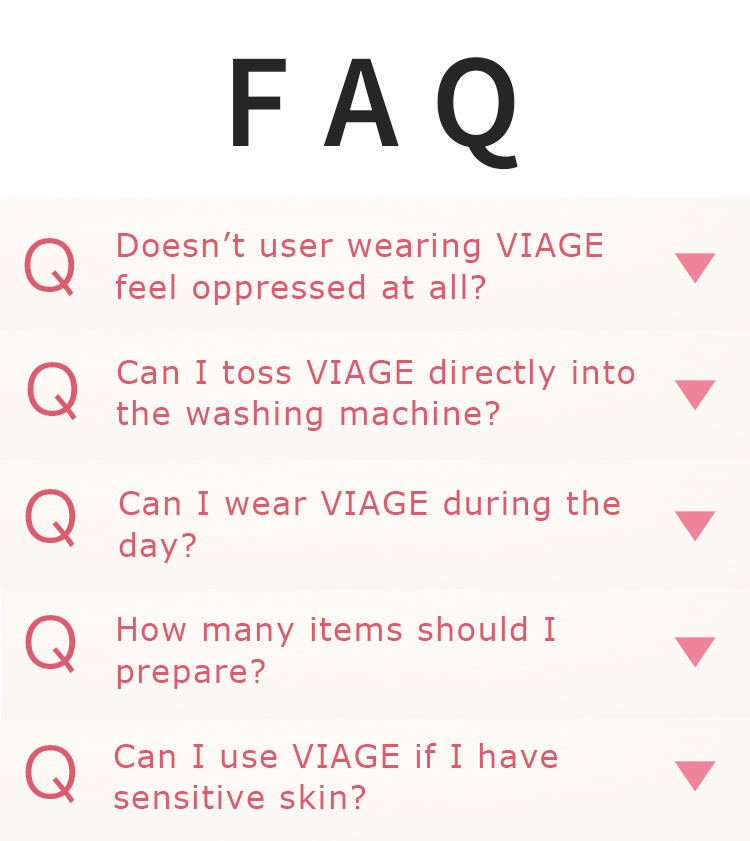 F A Q
Q Doesn’t user wearing VIAGE
feel oppressed at all?
Q Can I toss VIAGE directly into
the washing machine?
Q Can I wear VIAGE during the
day?
Q How many items should I
prepare?
Q Can I use VIAGE if I have
sensitive skin?